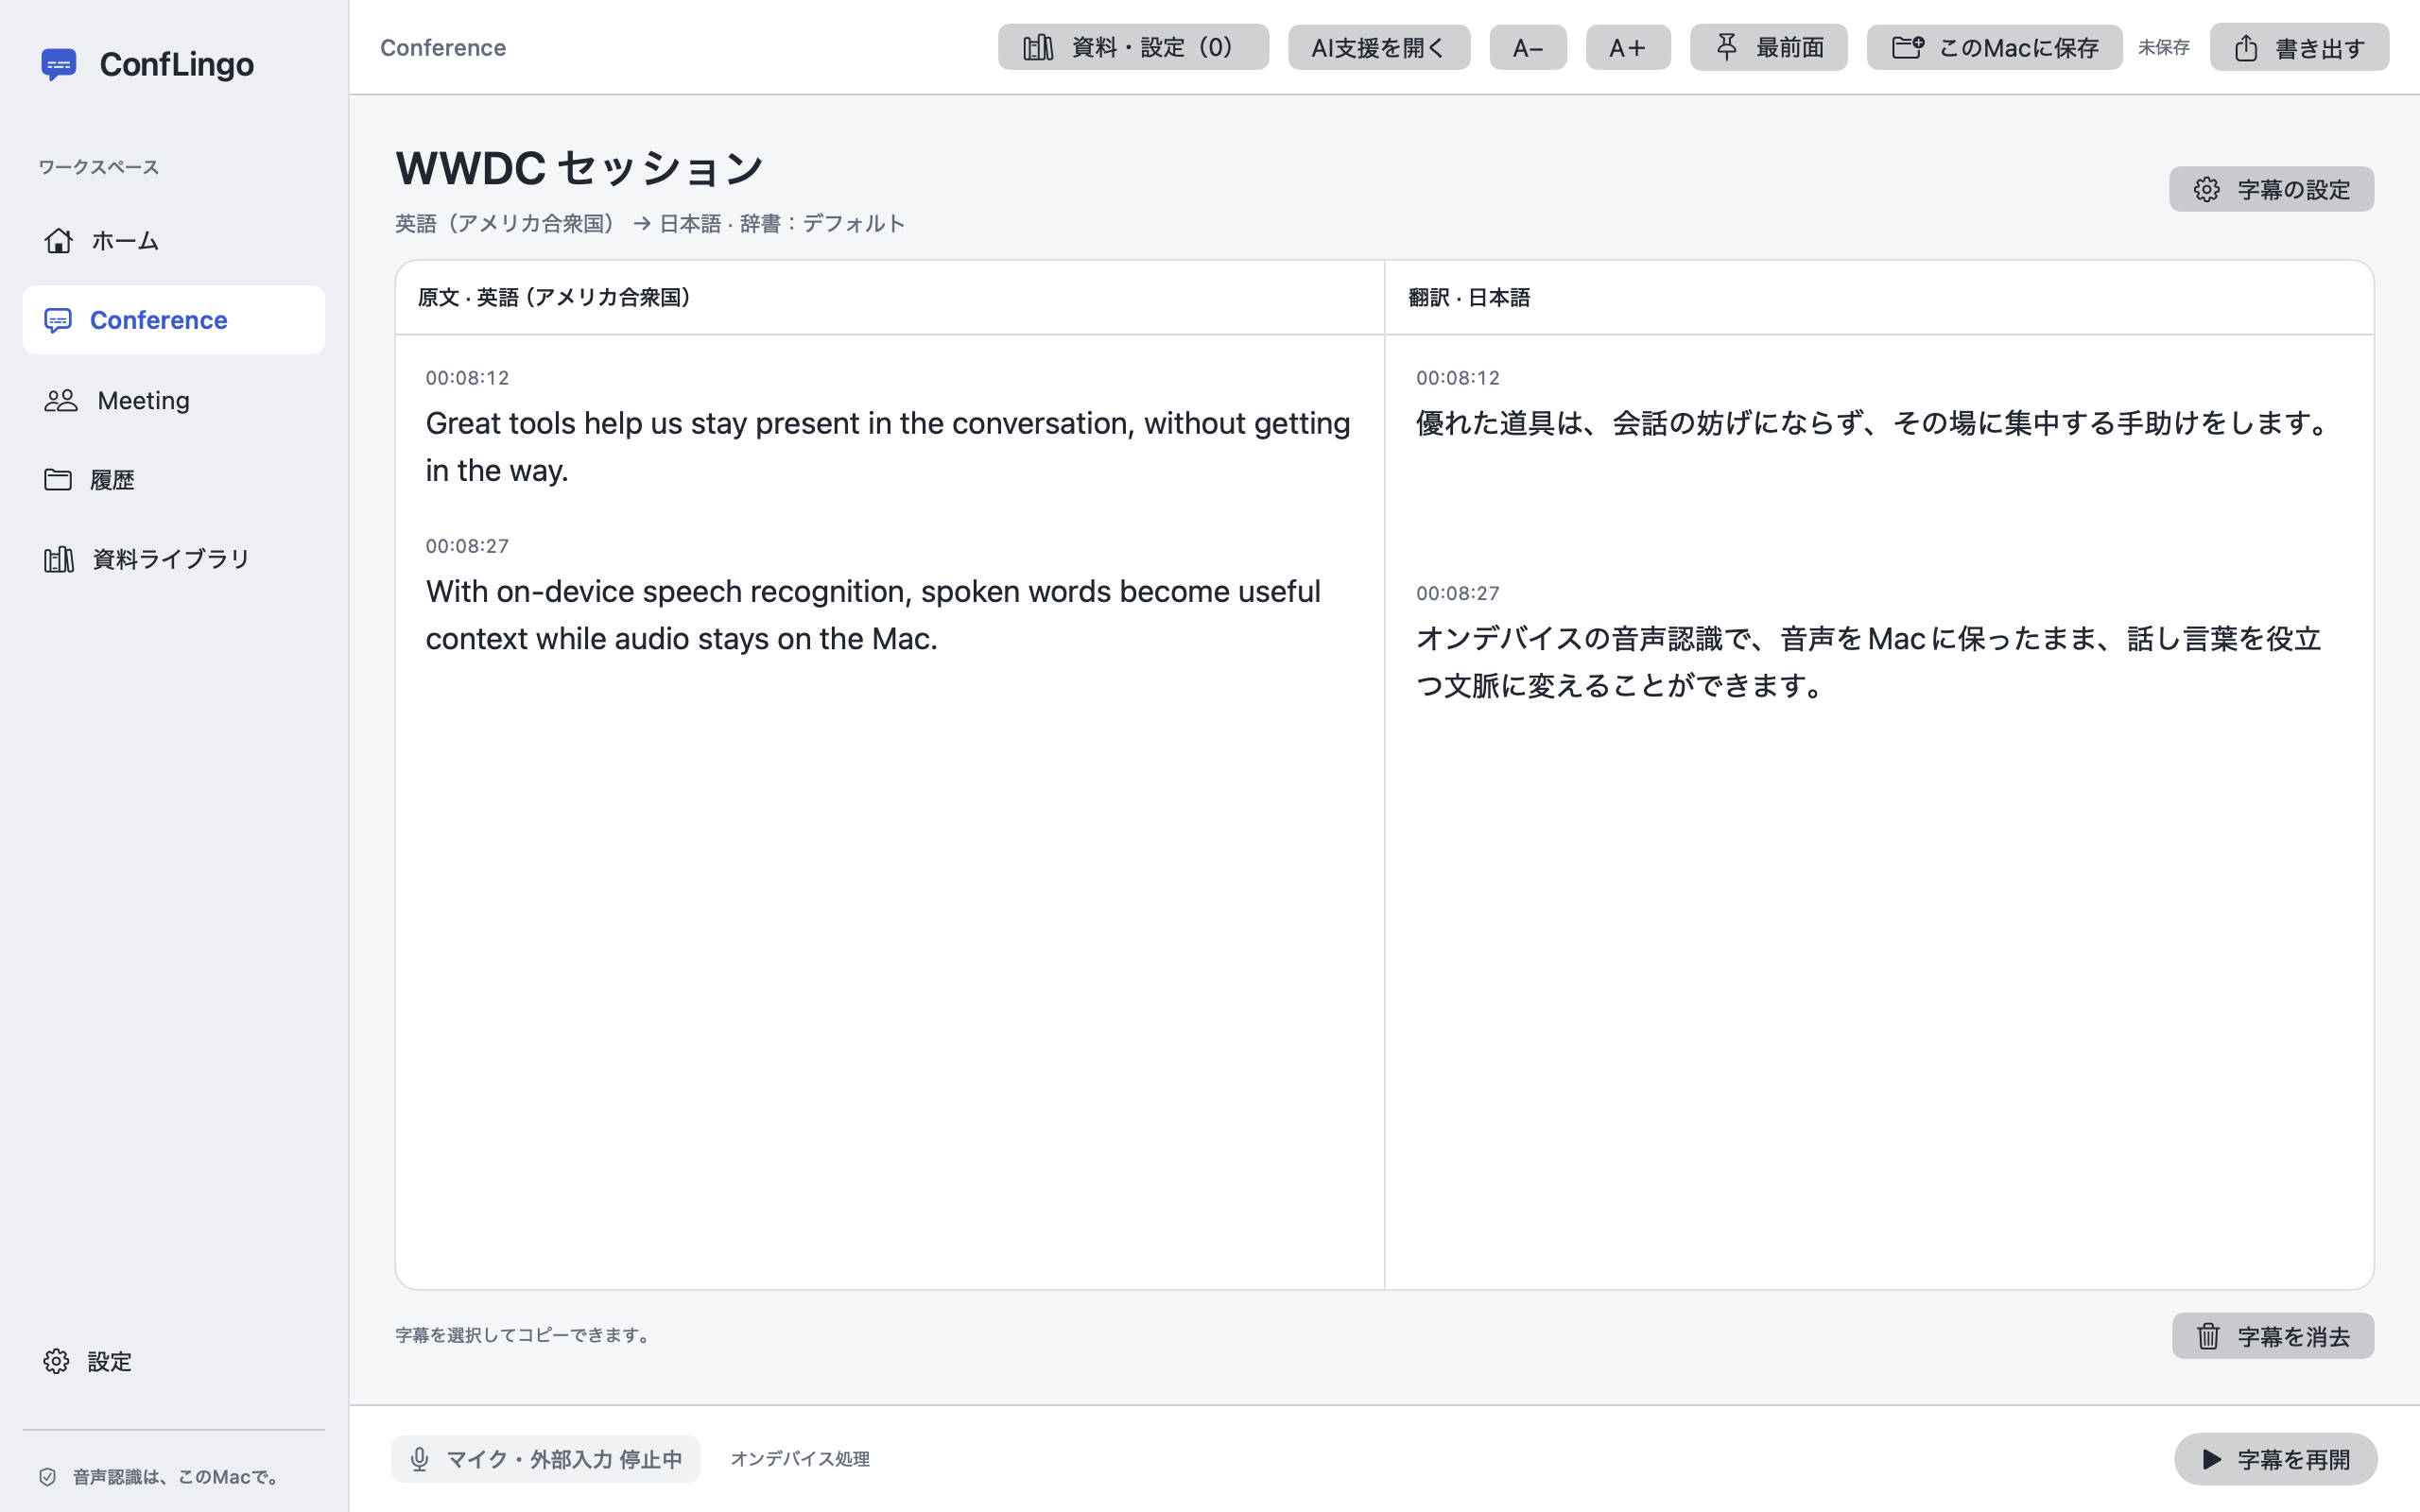 ConfLingo
ワークスペース
ホーム
Conference
Meeting
履歴
資料ライブラリ
設定
音声認識は、このMacで。
Conference
資料・設定（0）
AI支援を開く
A−
A+
最前面
このMacに保存
未保存
書き出す
WWDC セッション
英語（アメリカ合衆国） → 日本語 · 辞書：デフォルト
字幕の設定
原文 · 英語（アメリカ合衆国）
00:08:12
Great tools help us stay present in the conversation, without getting
in the way.
00:08:27
With on-device speech recognition, spoken words become useful
context while audio stays on the Mac.
翻訳 · 日本語
00:08:12
優れた道具は、会話の妨げにならず、その場に集中する手助けをします。
00:08:27
オンデバイスの音声認識で、音声をMacに保ったまま、話し言葉を役立
つ文脈に変えることができます。
字幕を選択してコピーできます。
字幕を消去
マイク・外部入力 停止中
オンデバイス処理
字幕を再開